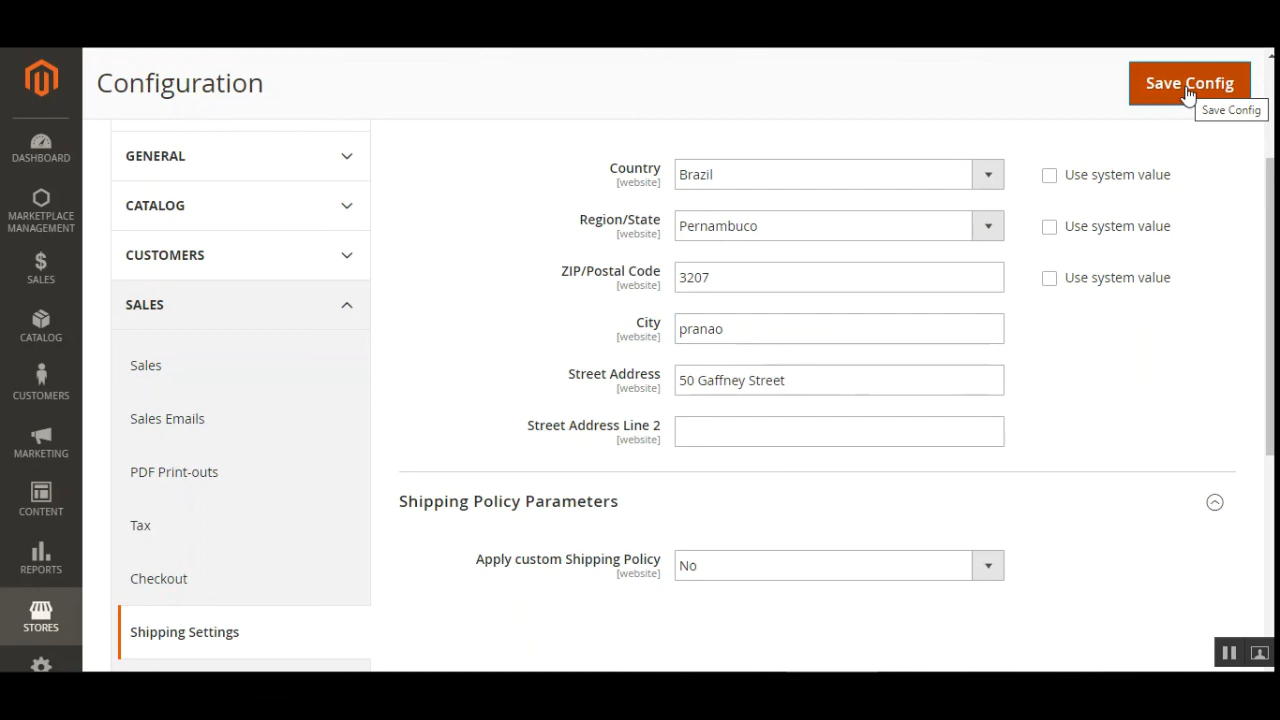 Configuration
Save Config
Save Config
DASHBOARD
MARKETPLACE
MANAGEMENT
SALES
CATALOG
CUSTOMERS
MARKETING
CONTENT
REPORTS
STORES
GENERAL
CATALOG
CUSTOMERS
SALES
Sales
Sales Emails
PDF Print-outs
Tax
Checkout
Shipping Settings
Country
[website]
Brazil
Use system value
Region/State
[website]
Pernambuco
Use system value
ZIP/Postal Code
[website]
3207
Use system value
City
[website]
pranao
Street Address
[website]
50 Gaffney Street
Street Address Line 2
[website]
Shipping Policy Parameters
Apply custom Shipping Policy
[website]
No